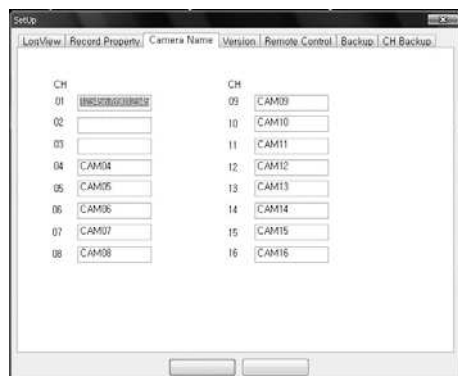 SetUp
LogView Record Property Camera Name Version Remote Control Backup CH Backup
CH CH
01 09 CAM09
02 10 CAM10
03 11 CAM11
04 CAM04 12 CAM12
05 CAM05 13 CAM13
06 CAM06 14 CAM14
07 CAM07 15 CAM15
08 CAM08 16 CAM16